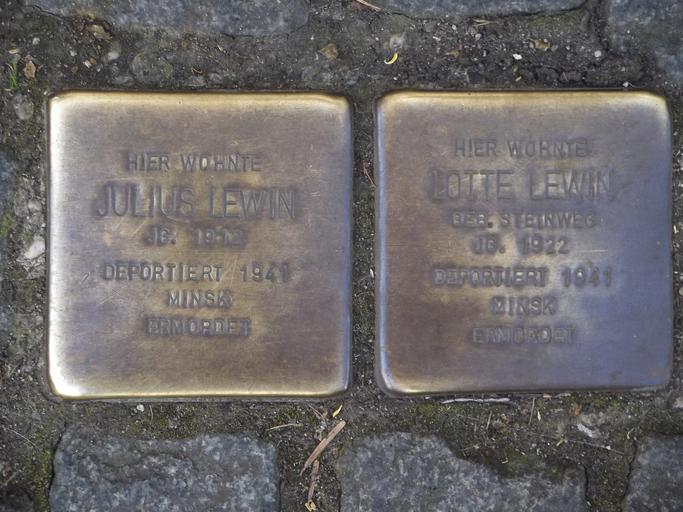 HIER WOHNTE
JULIUS LEWIN
JG. 1912
DEPORTIERT 1941
MINSK
ERMORDET
HIER WOHNTE
LOTTE LEWIN
GEB. STEINWEG
JG. 1922
DEPORTIERT 1941
MINSK
ERMORDET